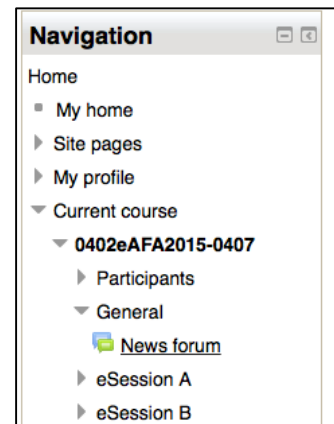 Navigation
Home
My home
Site pages
My profile
Current course
0402eAFA2015-0407
Participants
General
News forum
eSession A
eSession B